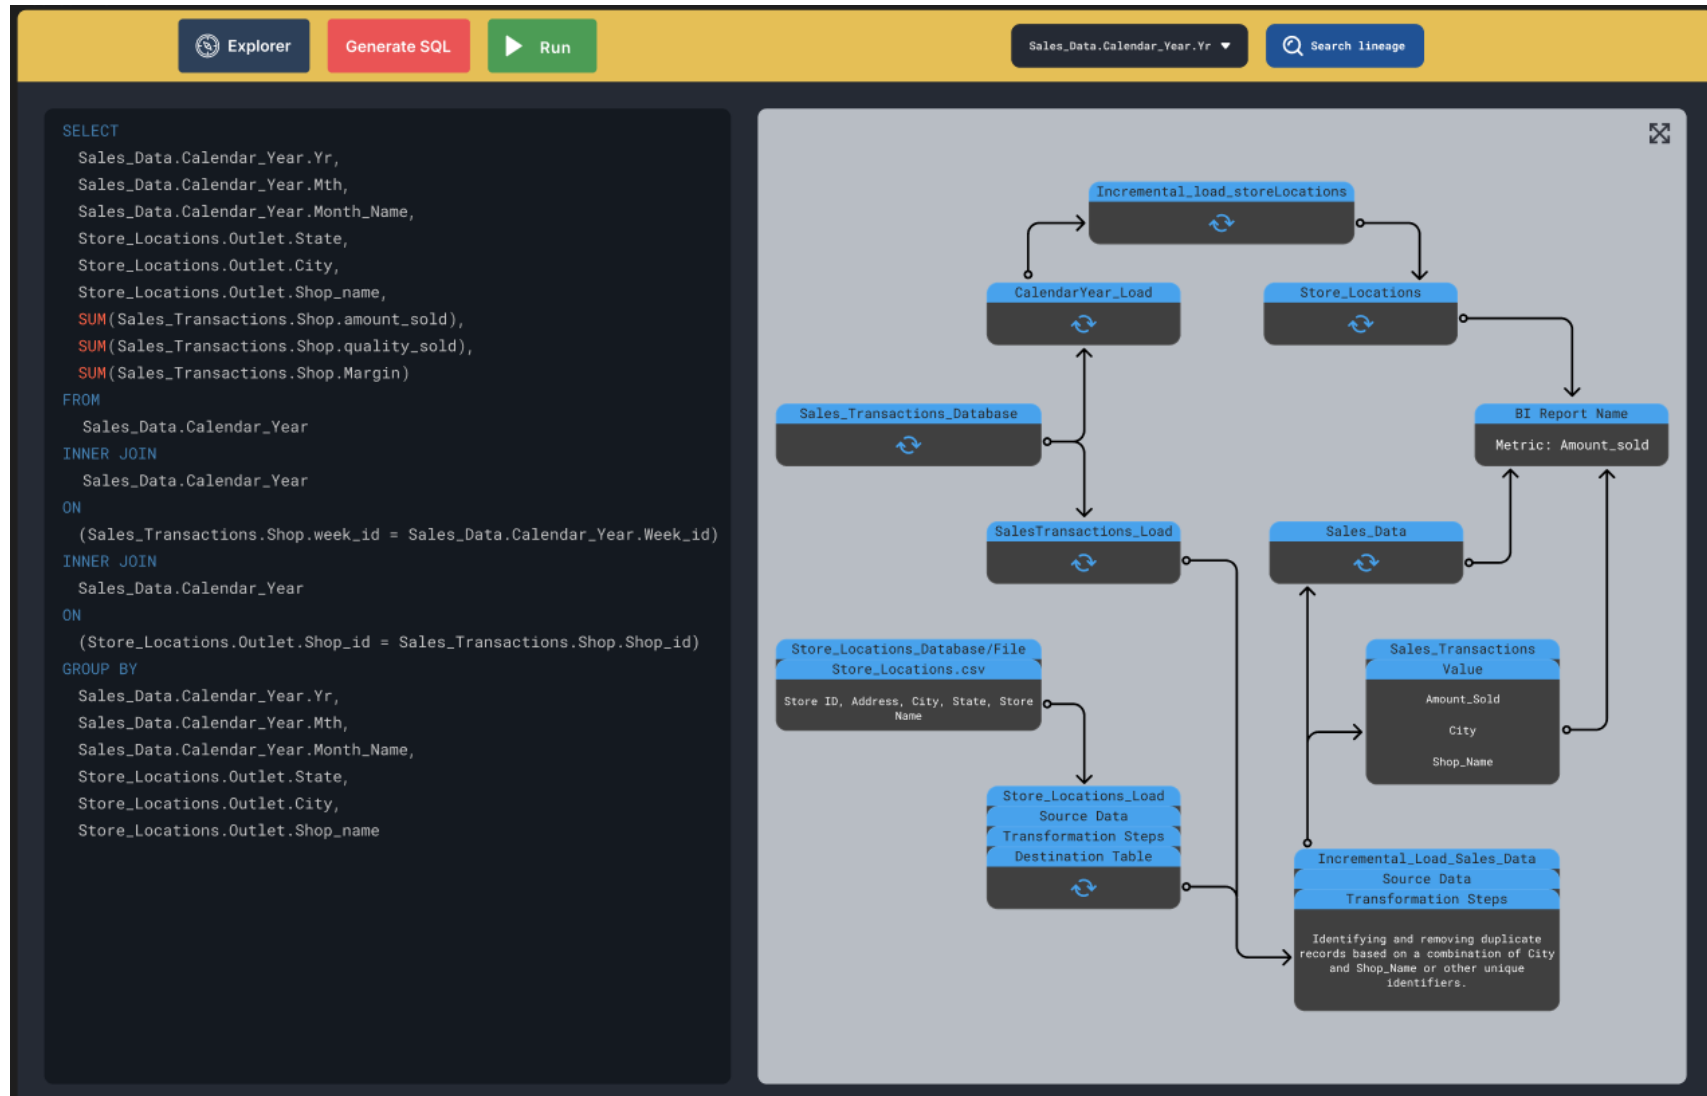 Explorer
Generate SQL
Run
Sales_Data.Calendar_Year.Yr
Search lineage
SELECT
Sales_Data.Calendar_Year.Yr,
Sales_Data.Calendar_Year.Mth,
Sales_Data.Calendar_Year.Month_Name,
Store_Locations.Outlet.State,
Store_Locations.Outlet.City,
Store_Locations.Outlet.Shop_name,
SUM(Sales_Transactions.Shop.amount_sold),
SUM(Sales_Transactions.Shop.quality_sold),
SUM(Sales_Transactions.Shop.Margin)
FROM
Sales_Data.Calendar_Year
INNER JOIN
Sales_Data.Calendar_Year
ON
(Sales_Transactions.Shop.week_id = Sales_Data.Calendar_Year.Week_id)
INNER JOIN
Sales_Data.Calendar_Year
ON
(Store_Locations.Outlet.Shop_id = Sales_Transactions.Shop.Shop_id)
GROUP BY
Sales_Data.Calendar_Year.Yr,
Sales_Data.Calendar_Year.Mth,
Sales_Data.Calendar_Year.Month_Name,
Store_Locations.Outlet.State,
Store_Locations.Outlet.City,
Store_Locations.Outlet.Shop_name
Incremental_load_storeLocations
CalendarYear_Load
Store_Locations
Sales_Transactions_Database
BI Report Name
Metric: Amount_sold
SalesTransactions_Load
Sales_Data
Store_Locations_Database/File
Store_Locations.csv
Store ID, Address, City, State, Store
Name
Sales_Transactions
Value
Amount_Sold
City
Shop_Name
Store_Locations_Load
Source Data
Transformation Steps
Destination Table
Incremental_Load_Sales_Data
Source Data
Transformation Steps
Identifying and removing duplicate
records based on a combination of City
and Shop_Name or other unique
identifiers.